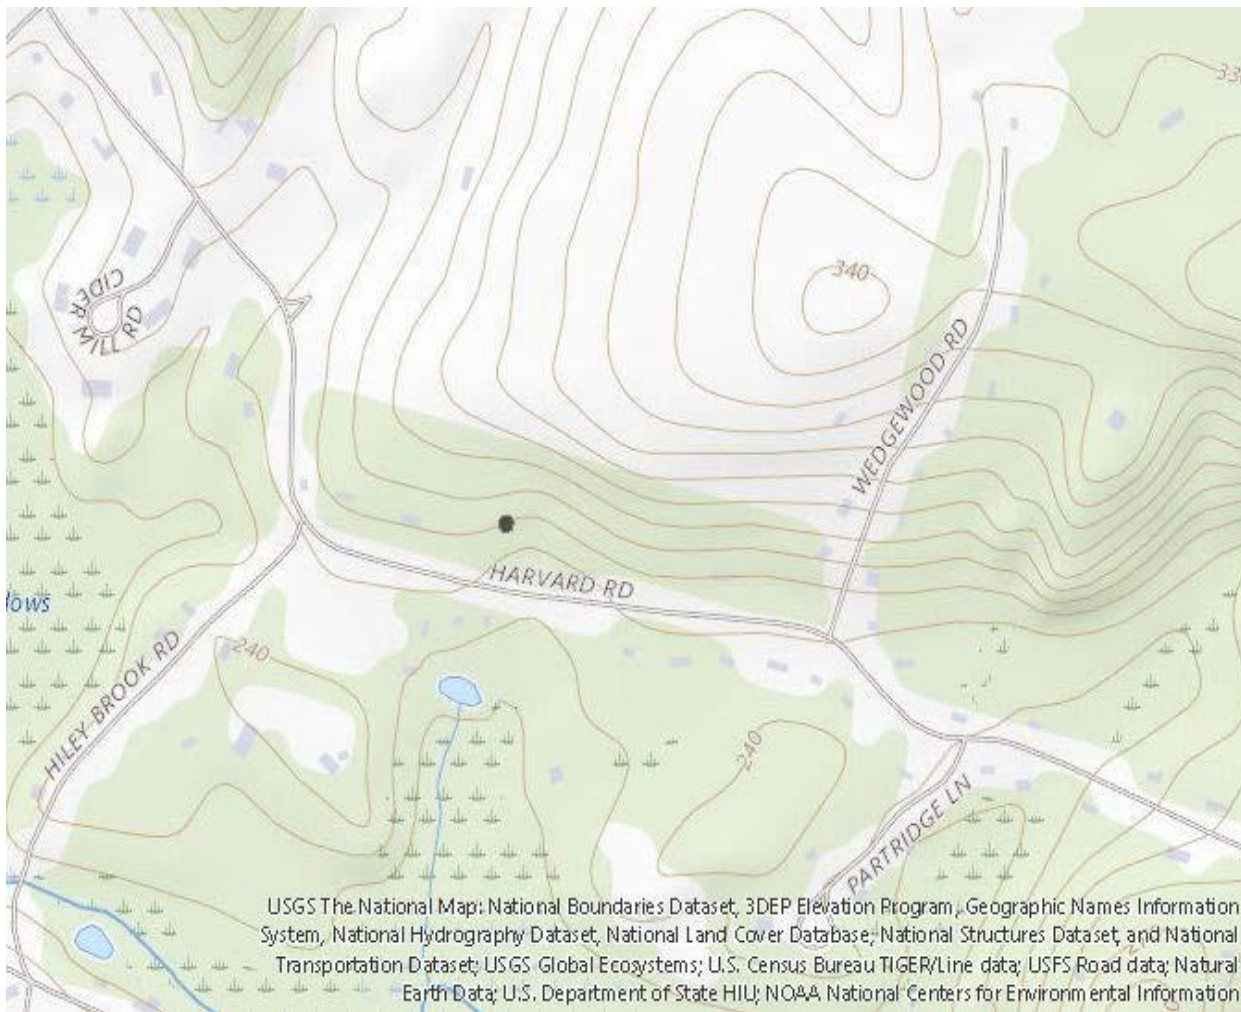 33
340
CIDER MILL RD
WEDGEWOOD RD
HARVARD RD
lows
240
HILEY BROOK RD
240
PARTRIDGE LN
USGS The National Map: National Boundaries Dataset, 3DEP Elevation Program, Geographic Names Information
System, National Hydrography Dataset, National Land Cover Database, National Structures Dataset, and National
Transportation Dataset; USGS Global Ecosystems; U.S. Census Bureau TIGER/Line data; USFS Road data; Natural
Earth Data; U.S. Department of State HIU; NOAA National Centers for Environmental Information